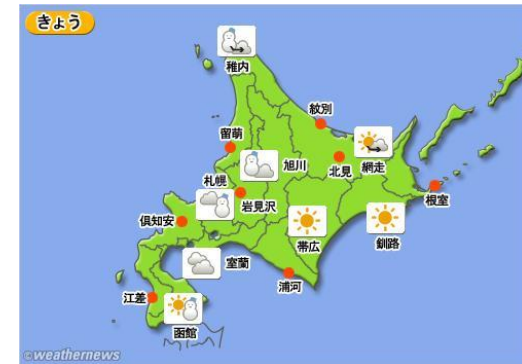 きょう
稚内
紋別
留萌
旭川
北見
網走
札幌
岩見沢
根室
倶知安
帯広
釧路
室蘭
浦河
江差
函館
©weathernews